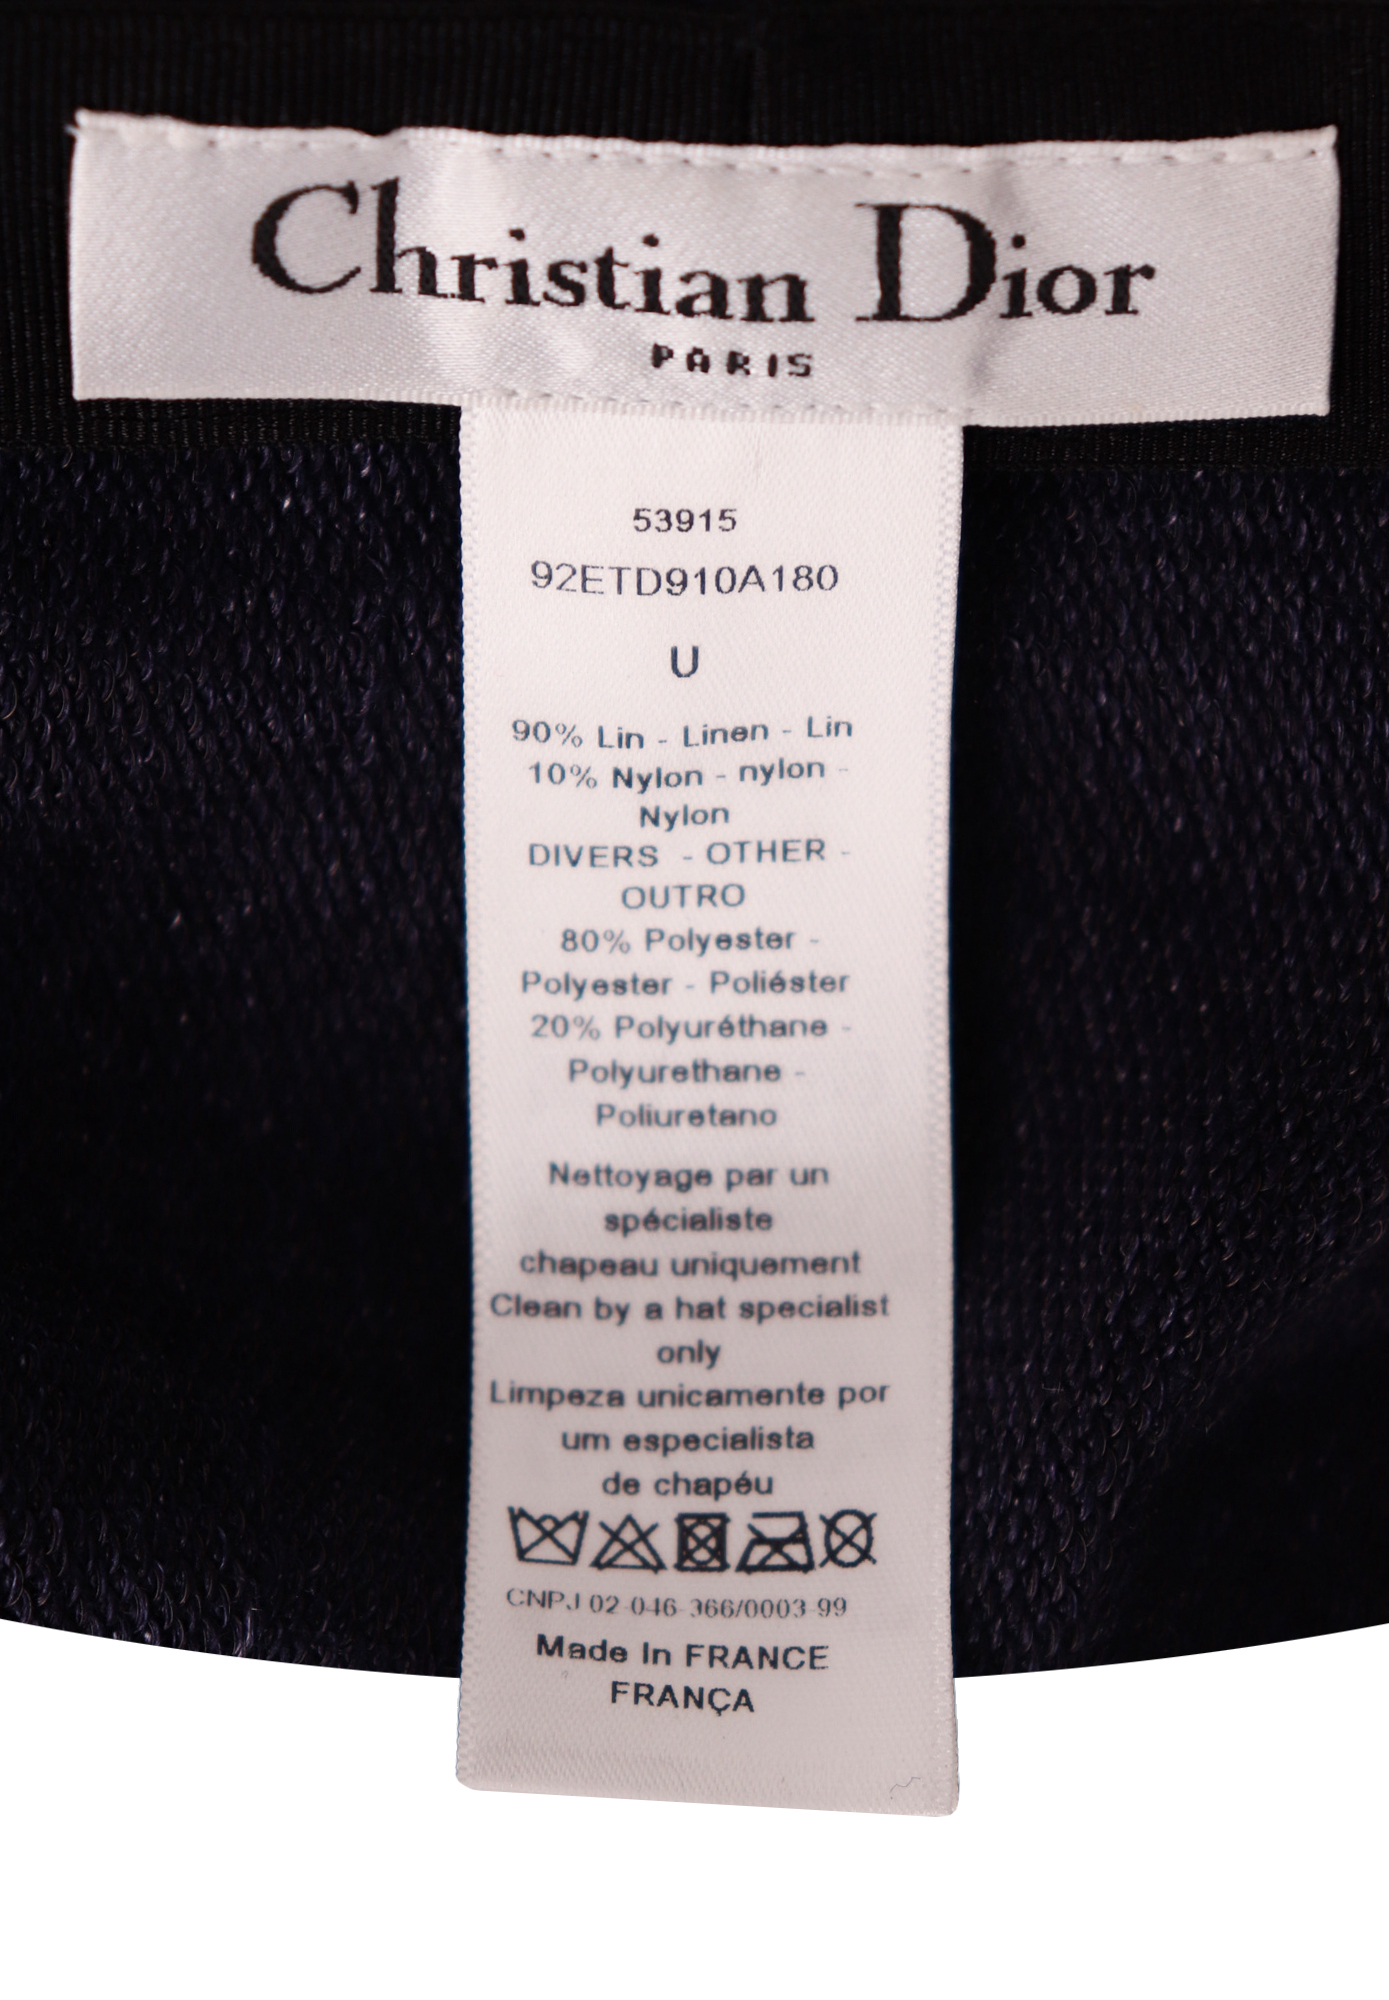 Christian Dior
PARIS
53915
92ETD910A180
U
90% Lin - Linen - Lin
10% Nylon - nylon -
Nylon
DIVERS - OTHER -
OUTRO
80% Polyester -
Polyester - Poliéster
20% Polyuréthane -
Polyurethane -
Poliuretano
Nettoyage par un
spécialiste
chapeau uniquement
Clean by a hat specialist
only
Limpeza unicamente por
um especialista
de chapéu
CNPJ 02-046-366/0003-99
Made In FRANCE
FRANÇA